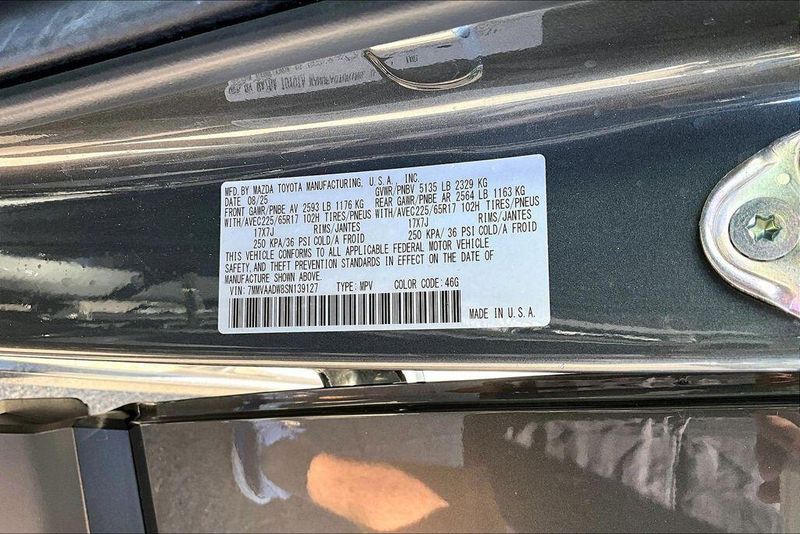 MFD. BY MAZDA TOYOTA MANUFACTURING, U.S.A., INC.
DATE 08/25 GVWR/PNBV 5135 LB 2329 KG
FRONT GAWR/PNBE AV 2593 LB 1176 KG REAR GAWR/PNBE AR 2564 LB 1163 KG
WITH/AVEC225/65R17 102H TIRES/PNEUS WITH/AVEC225/65R17 102H TIRES/PNEUS
17X7J RIMS/JANTES 17X7J RIMS/JANTES
250 KPA/36 PSI COLD/A FROID 250 KPA/ 36 PSI COLD/A FROID
THIS VEHICLE CONFORMS TO ALL APPLICABLE FEDERAL MOTOR VEHICLE
SAFETY, AND THEFT PREVENTION STANDARDS IN EFFECT ON THE DATE OF
MANUFACTURE SHOWN ABOVE.
VIN: 7MMVAADW8SN139127 TYPE: MPV COLOR CODE: 46G
MADE IN U.S.A.